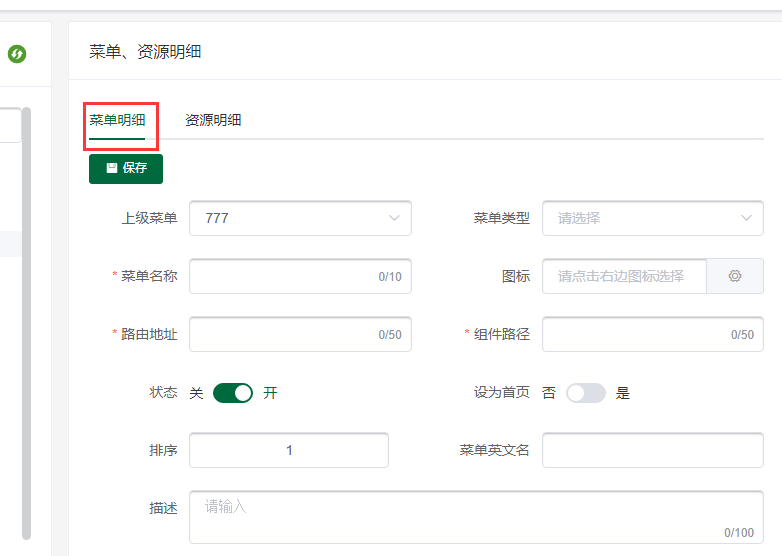 菜单、资源明细
菜单明细 资源明细
保存
上级菜单 777 菜单类型 请选择
* 菜单名称 0/10 图标 请点击右边图标选择
* 路由地址 0/50 * 组件路径 0/50
状态 关 开 设为首页 否 是
排序 1 菜单英文名
描述 请输入
0/100